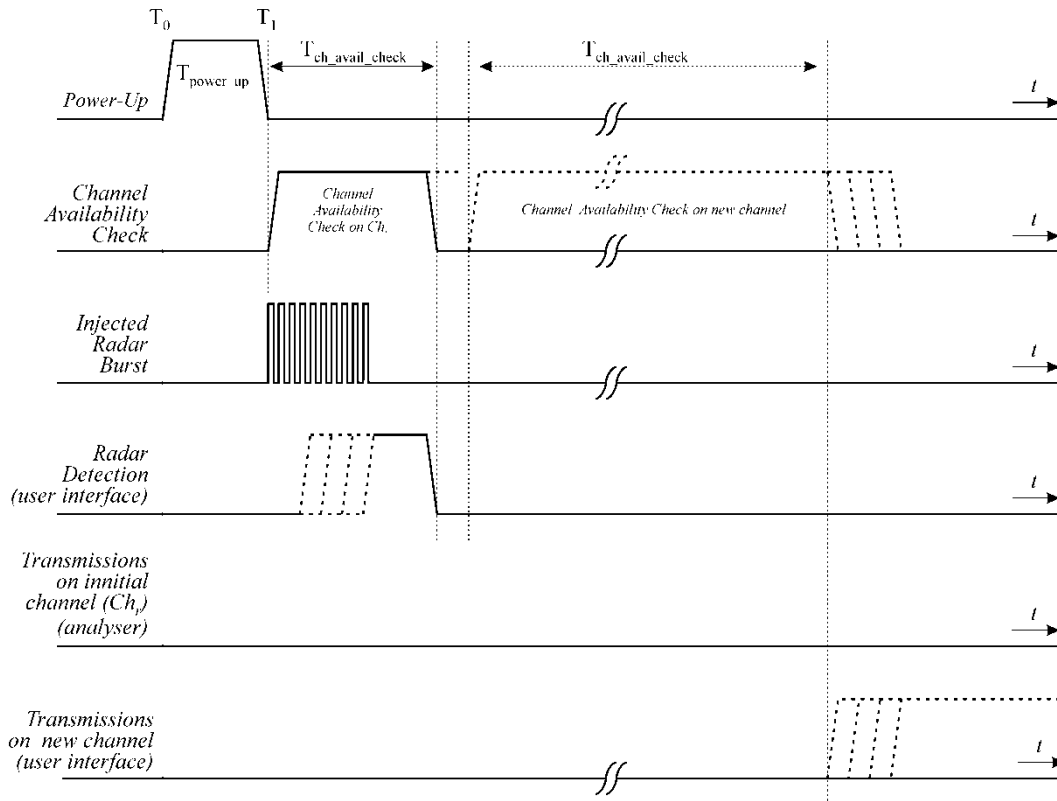 T0 T1
Tch_avail_check Tch_avail_check
Tpower_up
Power-Up
t
Channel
Availability
Check
Channel
Availability
Check on Chr
Channel Availability Check on new channel
t
Injected
Radar
Burst
t
Radar
Detection
(user interface)
t
Transmissions
on innitial
channel (Chr)
(analyser)
t
Transmissions
on new channel
(user interface)
t